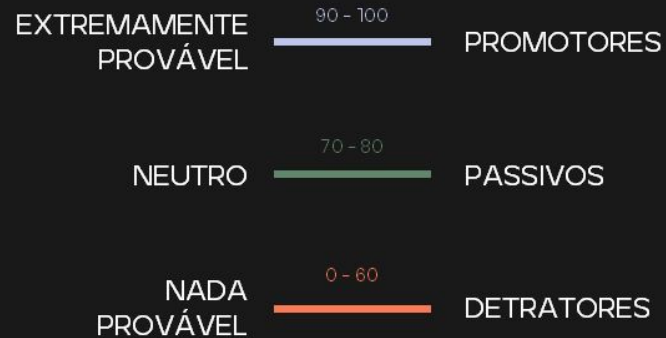 EXTREMAMENTE
PROVÁVEL
90 - 100
PROMOTORES
NEUTRO
70 - 80
PASSIVOS
NADA
PROVÁVEL
0 - 60
DETRATORES